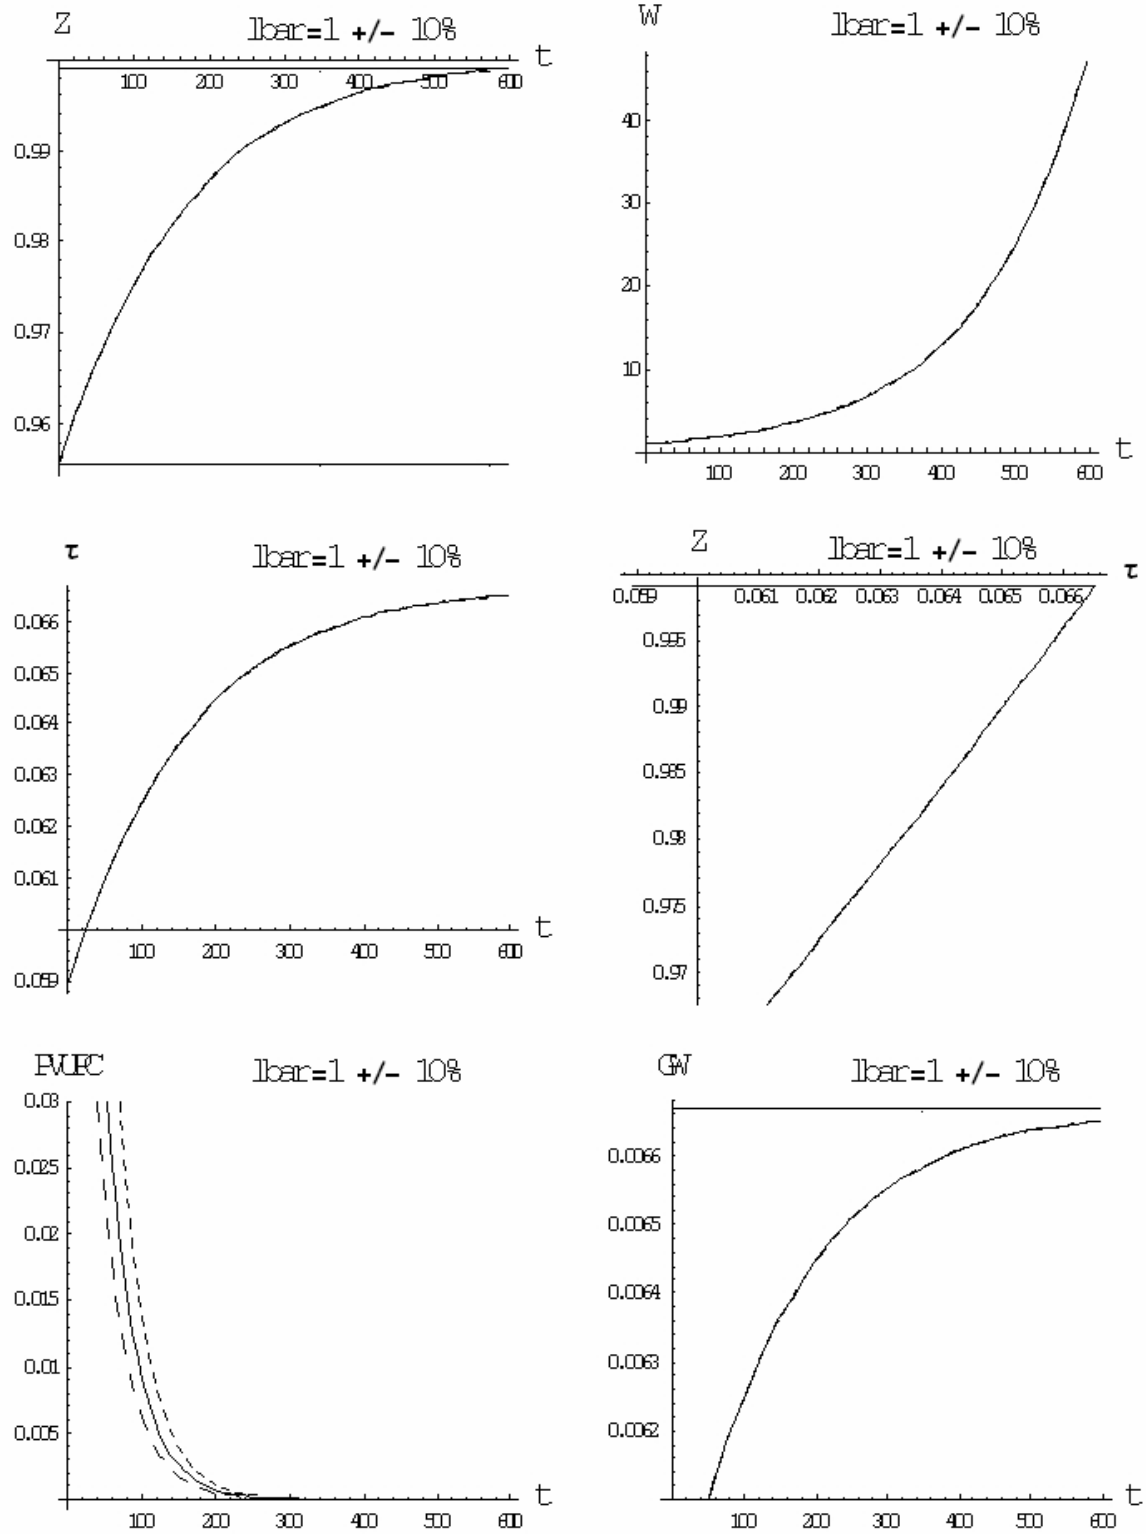 Z lbar=1 +/- 10% t
100 200 300 400 500 600
0.99
0.98
0.97
0.96
W lbar=1 +/- 10%
40
30
20
10
t
100 200 300 400 500 600
τ lbar=1 +/- 10%
0.066
0.065
0.064
0.063
0.062
0.061
t
100 200 300 400 500 600
0.059
Z lbar=1 +/- 10% τ
0.059 0.061 0.062 0.063 0.064 0.065 0.066
0.995
0.99
0.985
0.98
0.975
0.97
PVUPC lbar=1 +/- 10%
0.03
0.025
0.02
0.015
0.01
0.005
t
100 200 300 400 500 600
GW lbar=1 +/- 10%
0.0066
0.0065
0.0064
0.0063
0.0062
t
100 200 300 400 500 600